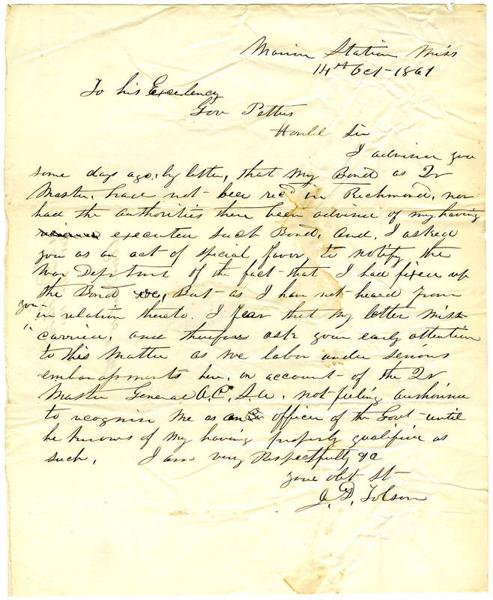 Marion Station Miss
14th Oct - 1861
To his Excelency
Gov Pettus
Honbl Sir
I advised you
some days ago, by letter, that my Bond as Qr
Master, have not been recd in Richmond, nor
had the authorities there been advised of my having
executed such Bond, And, I asked
you as an act of special favor, to notify the
War Department of the fact - that I had fixed up
the Bond &c, But - as I have not heard from
you in relation thereto. I fear that my letter miss-
carried, and therefore ask your early attention
to this Matter as we labor under serious
embarrassments here, on account of the Qr
Master General A.C.S.A. not feeling authorised
to recognise me as an officer of the Govt - until
he knows of my having properly qualified as
such. I am very Respectfully &c
your obt St
J. D. Tolson